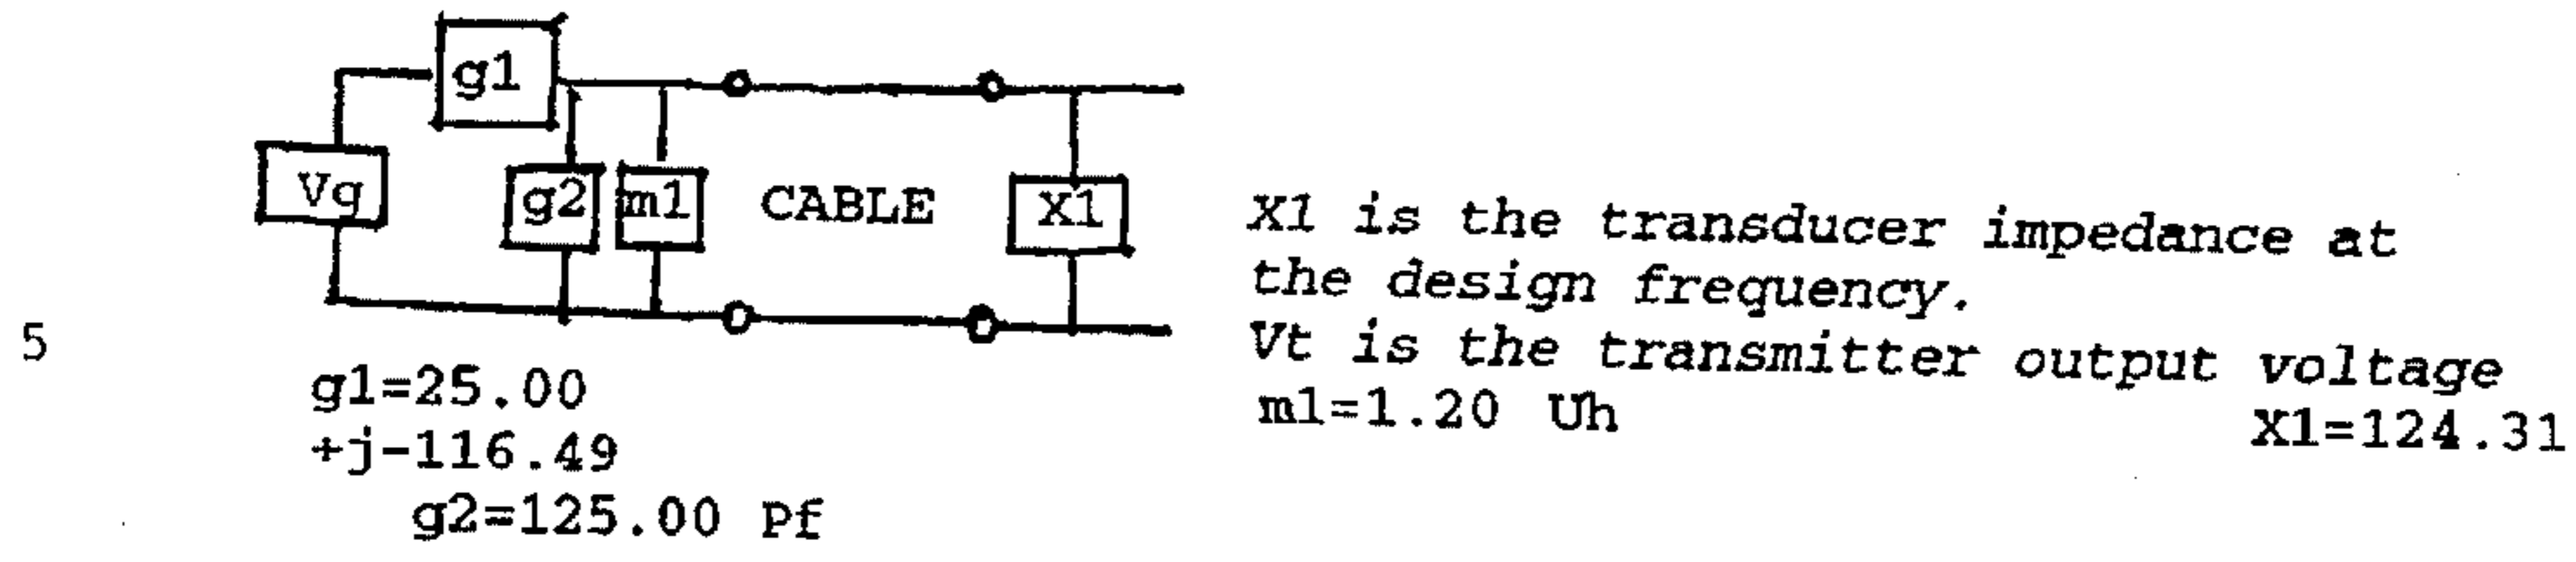 g1
Vg
g2
m1
CABLE
X1
X1 is the transducer impedance at
the design frequency.
Vt is the transmitter output voltage
m1=1.20 Uh
X1=124.31
5
g1=25.00
+j-116.49
g2=125.00 Pf